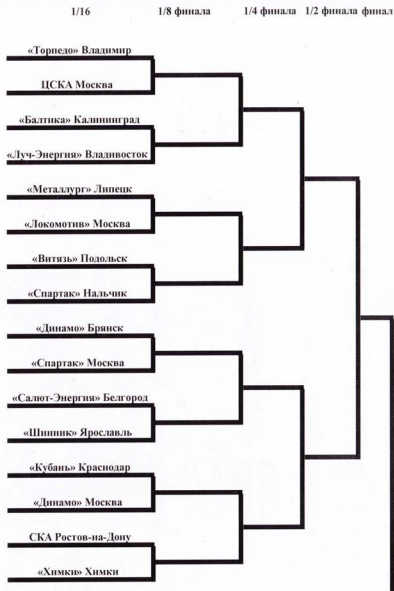 1/16 1/8 финала 1/4 финала 1/2 финала финал
«Торпедо» Владимир
ЦСКА Москва
«Балтика» Калининград
«Луч-Энергия» Владивосток
«Металлург» Липецк
«Локомотив» Москва
«Витязь» Подольск
«Спартак» Нальчик
«Динамо» Брянск
«Спартак» Москва
«Салют-Энергия» Белгород
«Шинник» Ярославль
«Кубань» Краснодар
«Динамо» Москва
СКА Ростов-на-Дону
«Химки» Химки